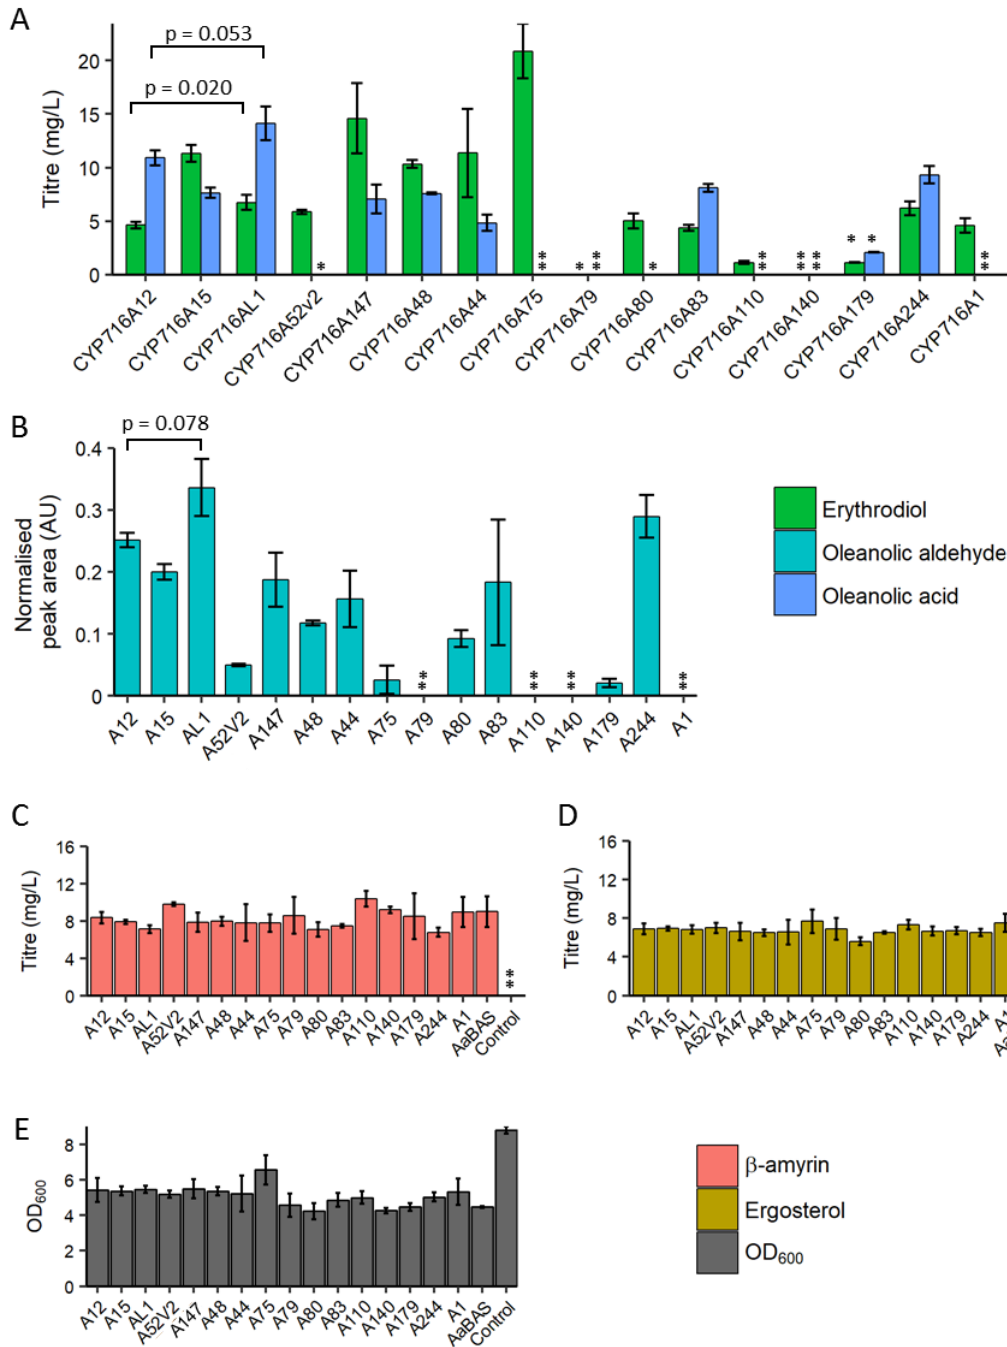 A
p = 0.053
p = 0.020
Titre (mg/L)
20
15
10
5
0
*
**
*
**
*
**
**
**
*
*
**
CYP716A12
CYP716A15
CYP716AL1
CYP716A52v2
CYP716A147
CYP716A48
CYP716A44
CYP716A75
CYP716A79
CYP716A80
CYP716A83
CYP716A110
CYP716A140
CYP716A179
CYP716A244
CYP716A1
B
p = 0.078
Normalised
peak area (AU)
0.4
0.3
0.2
0.1
0
**
**
**
**
A12
A15
AL1
A52V2
A147
A48
A44
A75
A79
A80
A83
A110
A140
A179
A244
A1
Erythrodiol
Oleanolic aldehyde
Oleanolic acid
C
Titre (mg/L)
16
12
8
4
0
**
A12
A15
AL1
A52V2
A147
A48
A44
A75
A79
A80
A83
A110
A140
A179
A244
A1
AaBAS
Control
D
Titre (mg/L)
16
12
8
4
0
A12
A15
AL1
A52V2
A147
A48
A44
A75
A79
A80
A83
A110
A140
A179
A244
A1
E
OD600
8
6
4
2
0
A12
A15
AL1
A52V2
A147
A48
A44
A75
A79
A80
A83
A110
A140
A179
A244
A1
AaBAS
Control
β-amyrin
Ergosterol
OD600